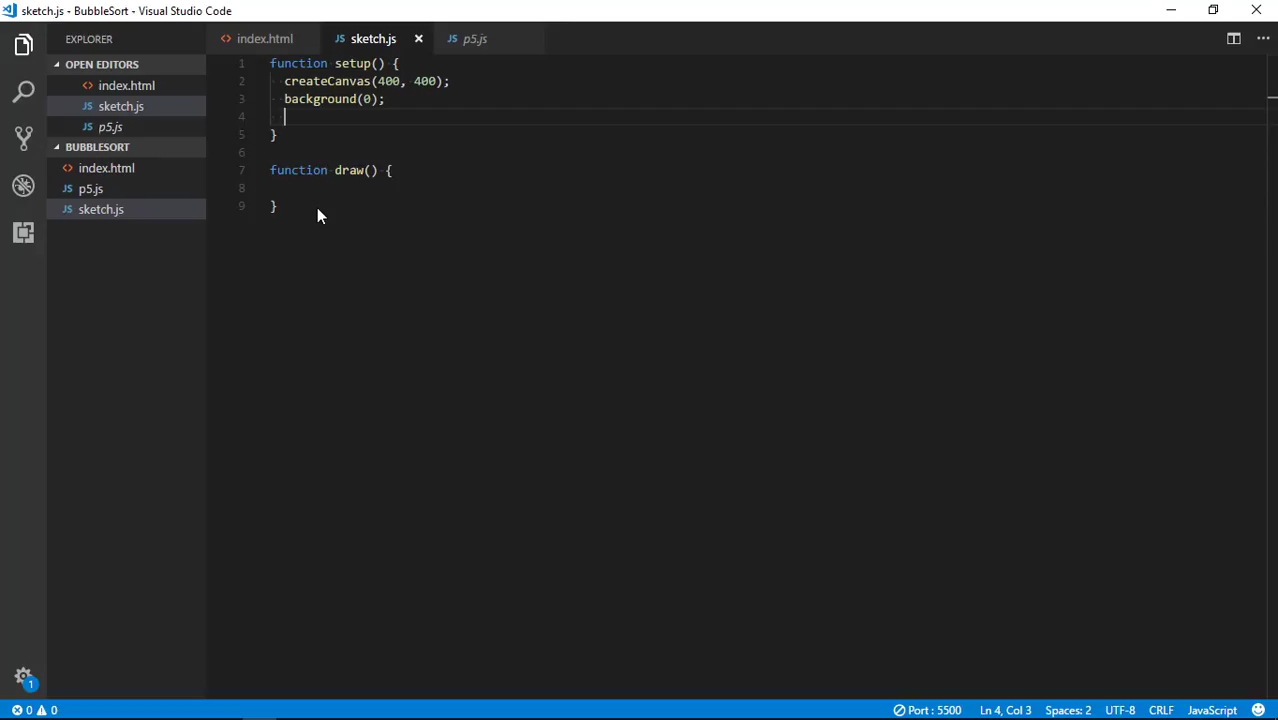 sketch.js - BubbleSort - Visual Studio Code
EXPLORER
index.html
sketch.js
p5.js
OPEN EDITORS
index.html
sketch.js
p5.js
BUBBLESORT
index.html
p5.js
sketch.js
1 function setup() {
2 createCanvas(400, 400);
3 background(0);
4
5 }
6
7 function draw() {
8
9 }
1
0 0
Port : 5500
Ln 4, Col 3
Spaces: 2
UTF-8
CRLF
JavaScript